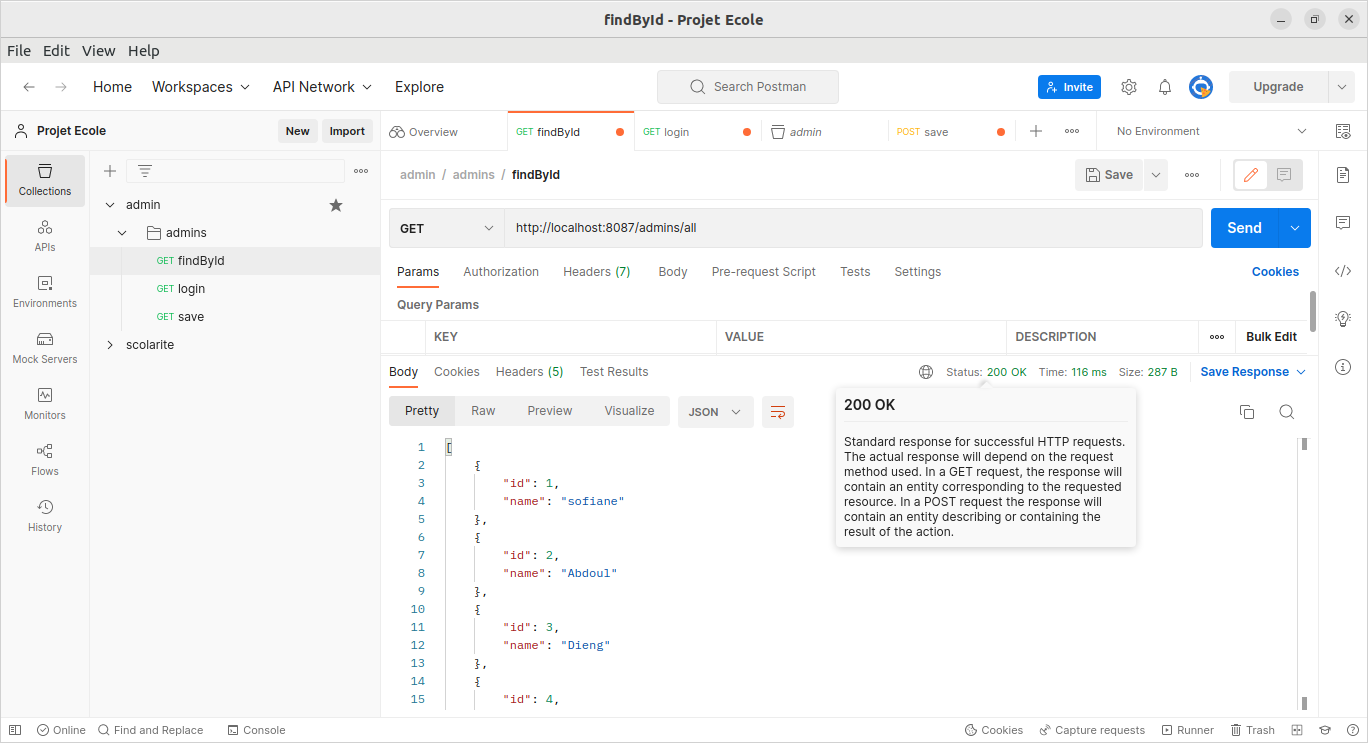 findById - Projet Ecole
File Edit View Help
Home Workspaces API Network Explore Search Postman Invite Upgrade
Projet Ecole New Import
Overview GET findById GET login admin POST save No Environment
Collections
APIs
Environments
Mock Servers
Monitors
Flows
History
admin
admins
GET findById
GET login
GET save
scolarite
admin / admins / findById Save
GET http://localhost:8087/admins/all Send
Params Authorization Headers (7) Body Pre-request Script Tests Settings Cookies
Query Params
KEY VALUE DESCRIPTION Bulk Edit
Body Cookies Headers (5) Test Results Status: 200 OK Time: 116 ms Size: 287 B Save Response
Pretty Raw Preview Visualize JSON
200 OK
Standard response for successful HTTP requests.
The actual response will depend on the request
method used. In a GET request, the response will
contain an entity corresponding to the requested
resource. In a POST request the response will
contain an entity describing or containing the
result of the action.
1 [
2 {
3 "id": 1,
4 "name": "sofiane"
5 },
6 {
7 "id": 2,
8 "name": "Abdoul"
9 },
10 {
11 "id": 3,
12 "name": "Dieng"
13 },
14 {
15 "id": 4,
Online Find and Replace Console Cookies Capture requests Runner Trash